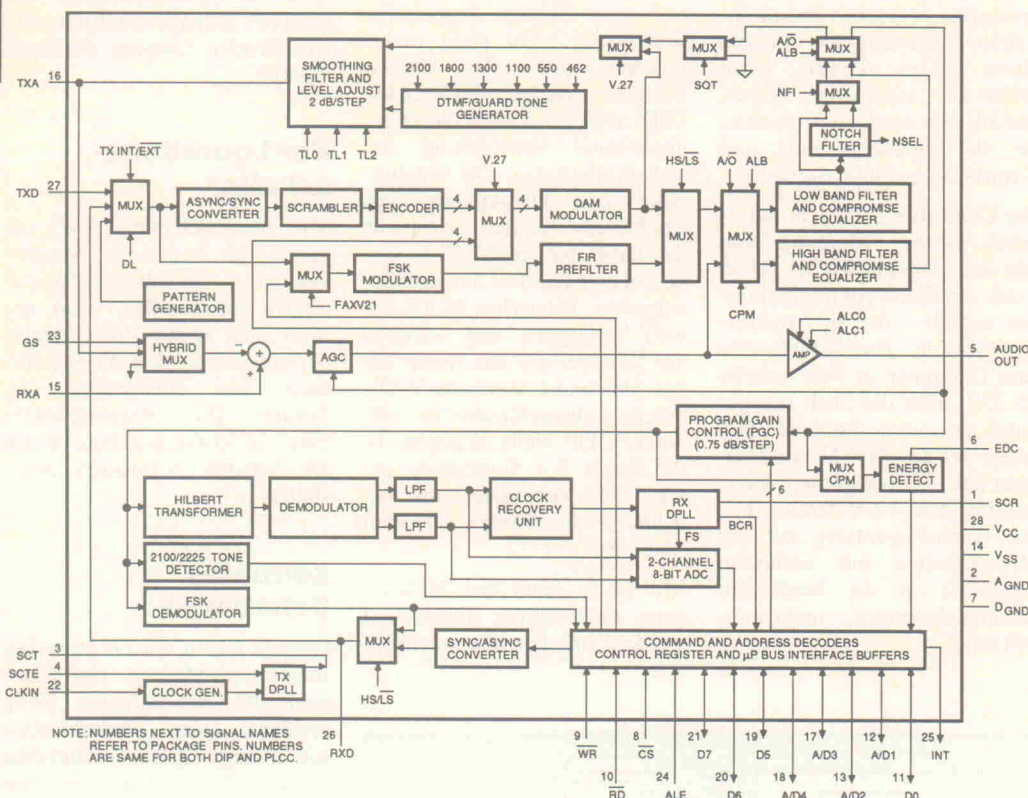 TXA
16
SMOOTHING
FILTER AND
LEVEL ADJUST
2 dB/STEP
TL0
TL1
TL2
2100
1800
1300
1100
550
462
DTMF/GUARD TONE
GENERATOR
MUX
V.27
MUX
SQT
A/O
ALB
MUX
NFI
MUX
NOTCH
FILTER
NSEL
TX INT/EXT
TXD
27
MUX
DL
ASYNC/SYNC
CONVERTER
SCRAMBLER
ENCODER
4
4
V.27
MUX
QAM
MODULATOR
HS/LS
MUX
A/O
ALB
MUX
CPM
LOW BAND FILTER
AND COMPROMISE
EQUALIZER
HIGH BAND FILTER
AND COMPROMISE
EQUALIZER
MUX
FAXV21
FSK
MODULATOR
FIR
PREFILTER
PATTERN
GENERATOR
GS
23
HYBRID
MUX
RXA
15
−
+
+
AGC
ALC0
ALC1
AMP
5
AUDIO
OUT
PROGRAM GAIN
CONTROL (PGC)
(0.75 dB/STEP)
6
MUX
CPM
ENERGY
DETECT
6
EDC
1
SCR
28
VCC
14
VSS
2
AGND
7
DGND
HILBERT
TRANSFORMER
DEMODULATOR
LPF
LPF
CLOCK
RECOVERY
UNIT
RX
DPLL
BCR
FS
2-CHANNEL
8-BIT ADC
2100/2225 TONE
DETECTOR
FSK
DEMODULATOR
MUX
HS/LS
SYNC/ASYNC
CONVERTER
COMMAND AND ADDRESS DECODERS
CONTROL REGISTER AND µP BUS INTERFACE BUFFERS
SCT
3
SCTE
4
CLKIN
22
CLOCK GEN.
TX
DPLL
NOTE: NUMBERS NEXT TO SIGNAL NAMES
REFER TO PACKAGE PINS. NUMBERS
ARE SAME FOR BOTH DIP AND PLCC.
26
RXD
9
WR
8
CS
21
D7
19
D5
17
A/D3
12
A/D1
25
INT
10
RD
24
ALE
20
D6
18
A/D4
13
A/D2
11
D0